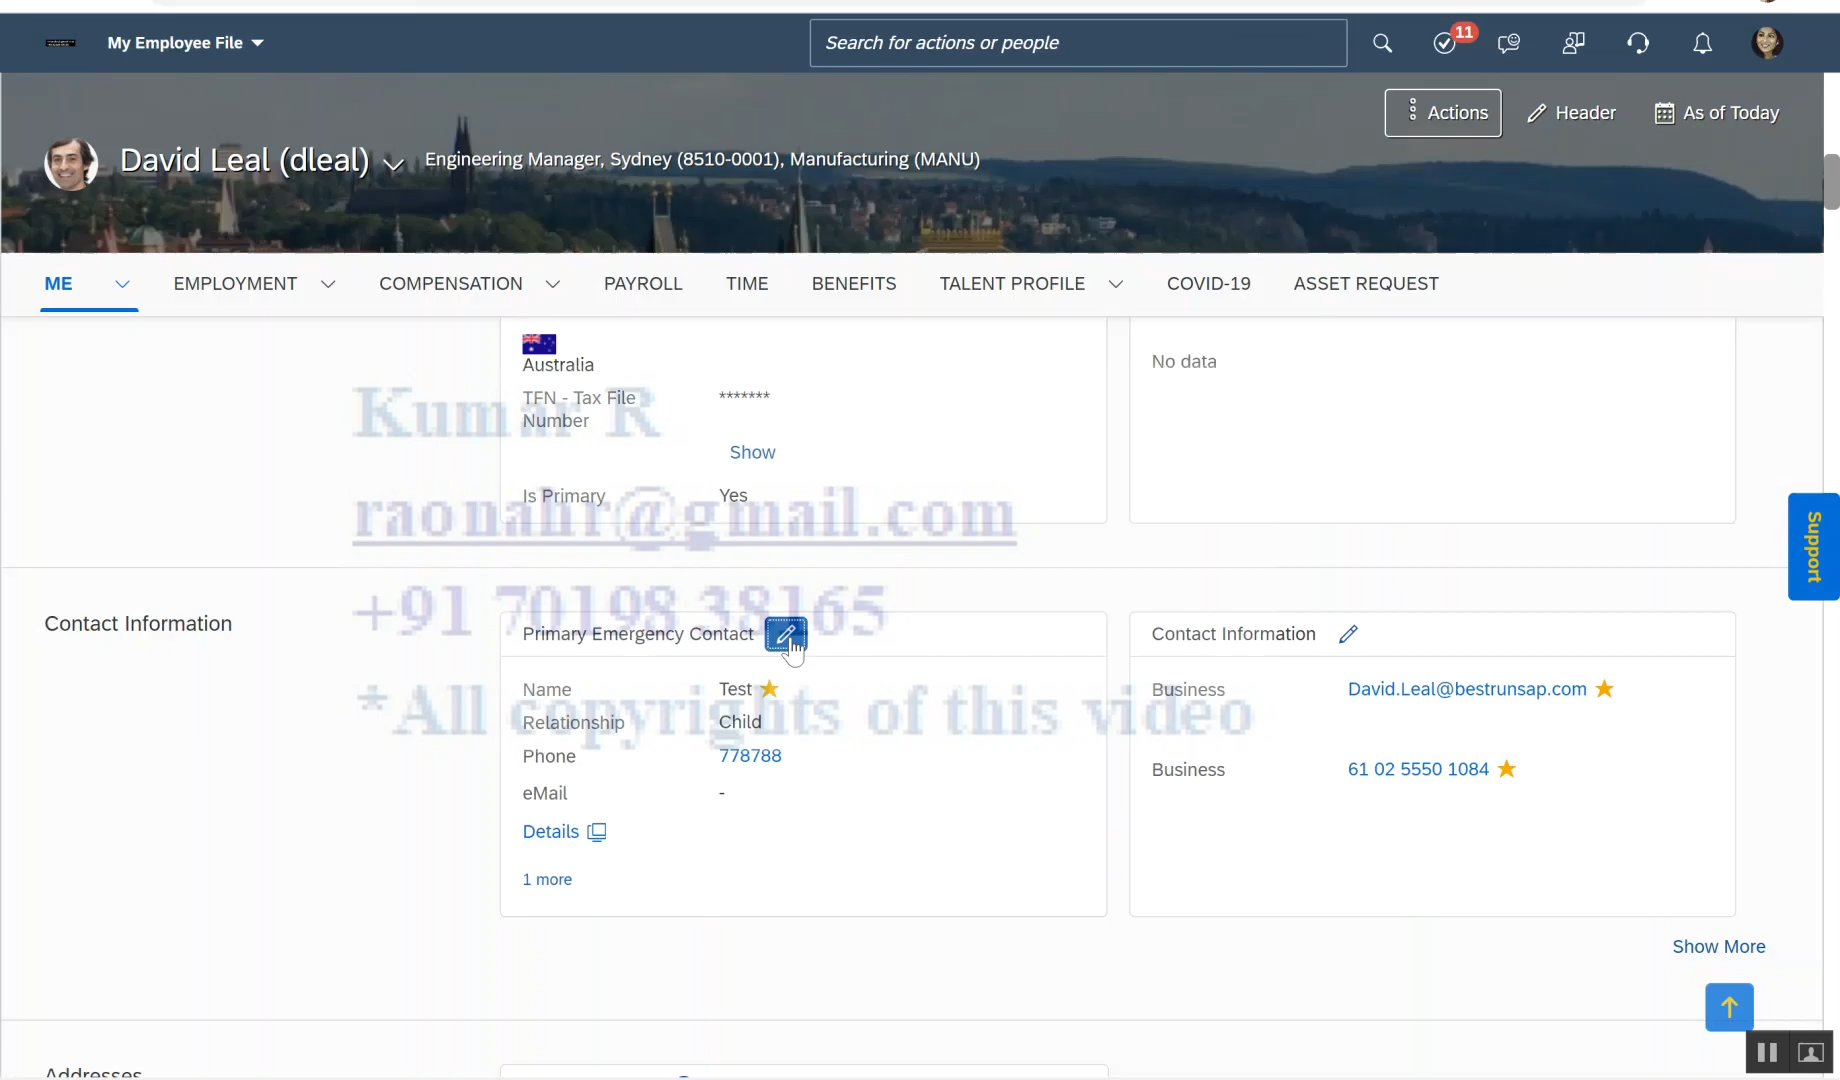 My Employee File
Search for actions or people
11
Actions
Header
As of Today
David Leal (dleal)
Engineering Manager, Sydney (8510-0001), Manufacturing (MANU)
ME
EMPLOYMENT
COMPENSATION
PAYROLL
TIME
BENEFITS
TALENT PROFILE
COVID-19
ASSET REQUEST
Australia
TFN - Tax File
Number
*******
Show
Is Primary
Yes
No data
Kumar R
raonahr@gmail.com
+91 70198 38165
*All copyrights of this video
Support
Contact Information
Primary Emergency Contact
Name
Test
Relationship
Child
Phone
778788
eMail
-
Details
1 more
Contact Information
Business
David.Leal@bestrunsap.com
Business
61 02 5550 1084
Show More
Addresses